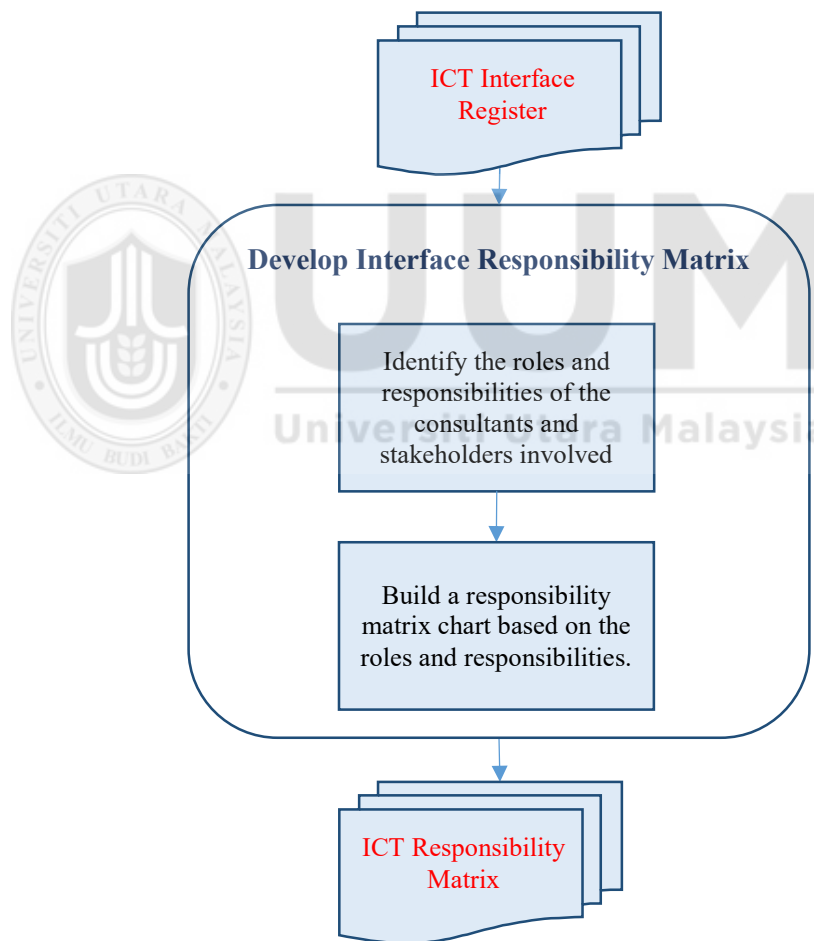 ICT Interface
Register
UNIVERSITI UTARA MALAYSIA
ILMU BUDI BAKTI
UUM
Universiti Utara Malaysia
Develop Interface Responsibility Matrix
Identify the roles and
responsibilities of the
consultants and
stakeholders involved
Build a responsibility
matrix chart based on the
roles and responsibilities.
ICT Responsibility
Matrix